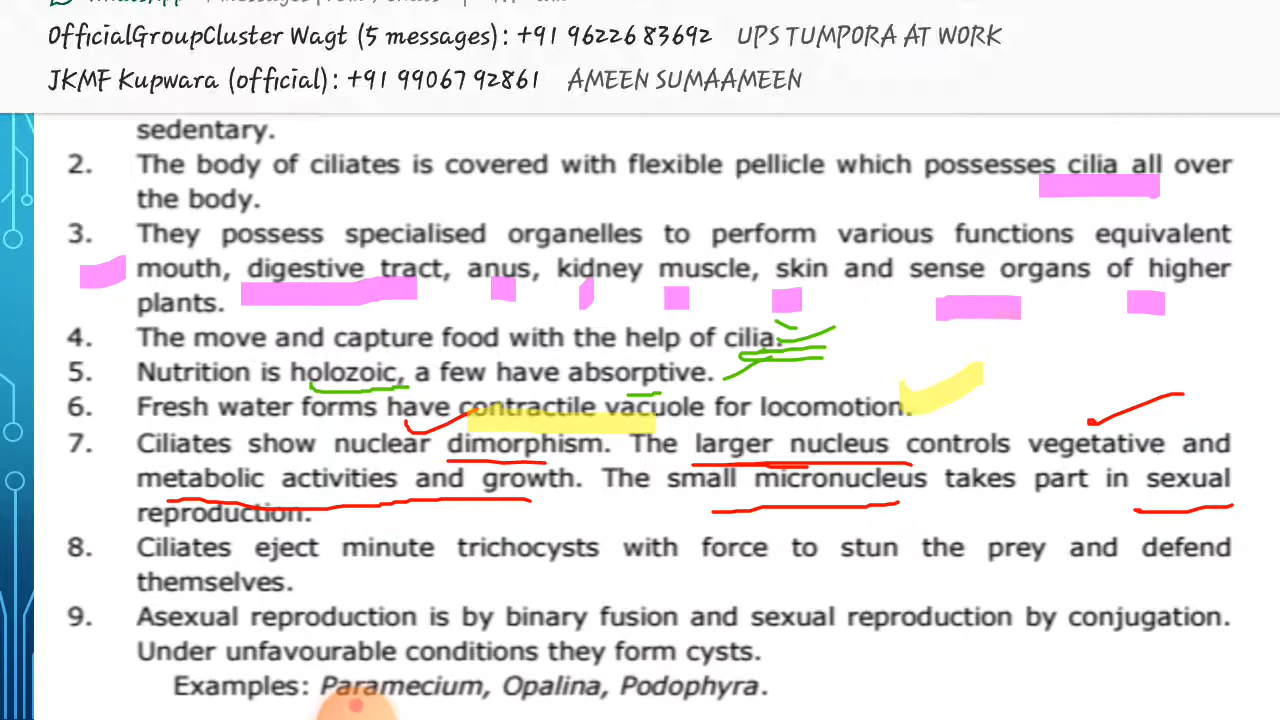 OfficialGroupCluster Wagt (5 messages): +91 96226 83692 UPS TUMPORA AT WORK
JKMF Kupwara (official): +91 99067 92861 AMEEN SUMAAMEEN
sedentary.
2. The body of ciliates is covered with flexible pellicle which possesses cilia all over
the body.
3. They possess specialised organelles to perform various functions equivalent
mouth, digestive tract, anus, kidney muscle, skin and sense organs of higher
plants.
4. The move and capture food with the help of cilia.
5. Nutrition is holozoic, a few have absorptive.
6. Fresh water forms have contractile vacuole for locomotion.
7. Ciliates show nuclear dimorphism. The larger nucleus controls vegetative and
metabolic activities and growth. The small micronucleus takes part in sexual
reproduction.
8. Ciliates eject minute trichocysts with force to stun the prey and defend
themselves.
9. Asexual reproduction is by binary fusion and sexual reproduction by conjugation.
Under unfavourable conditions they form cysts.
Examples: Paramecium, Opalina, Podophyra.